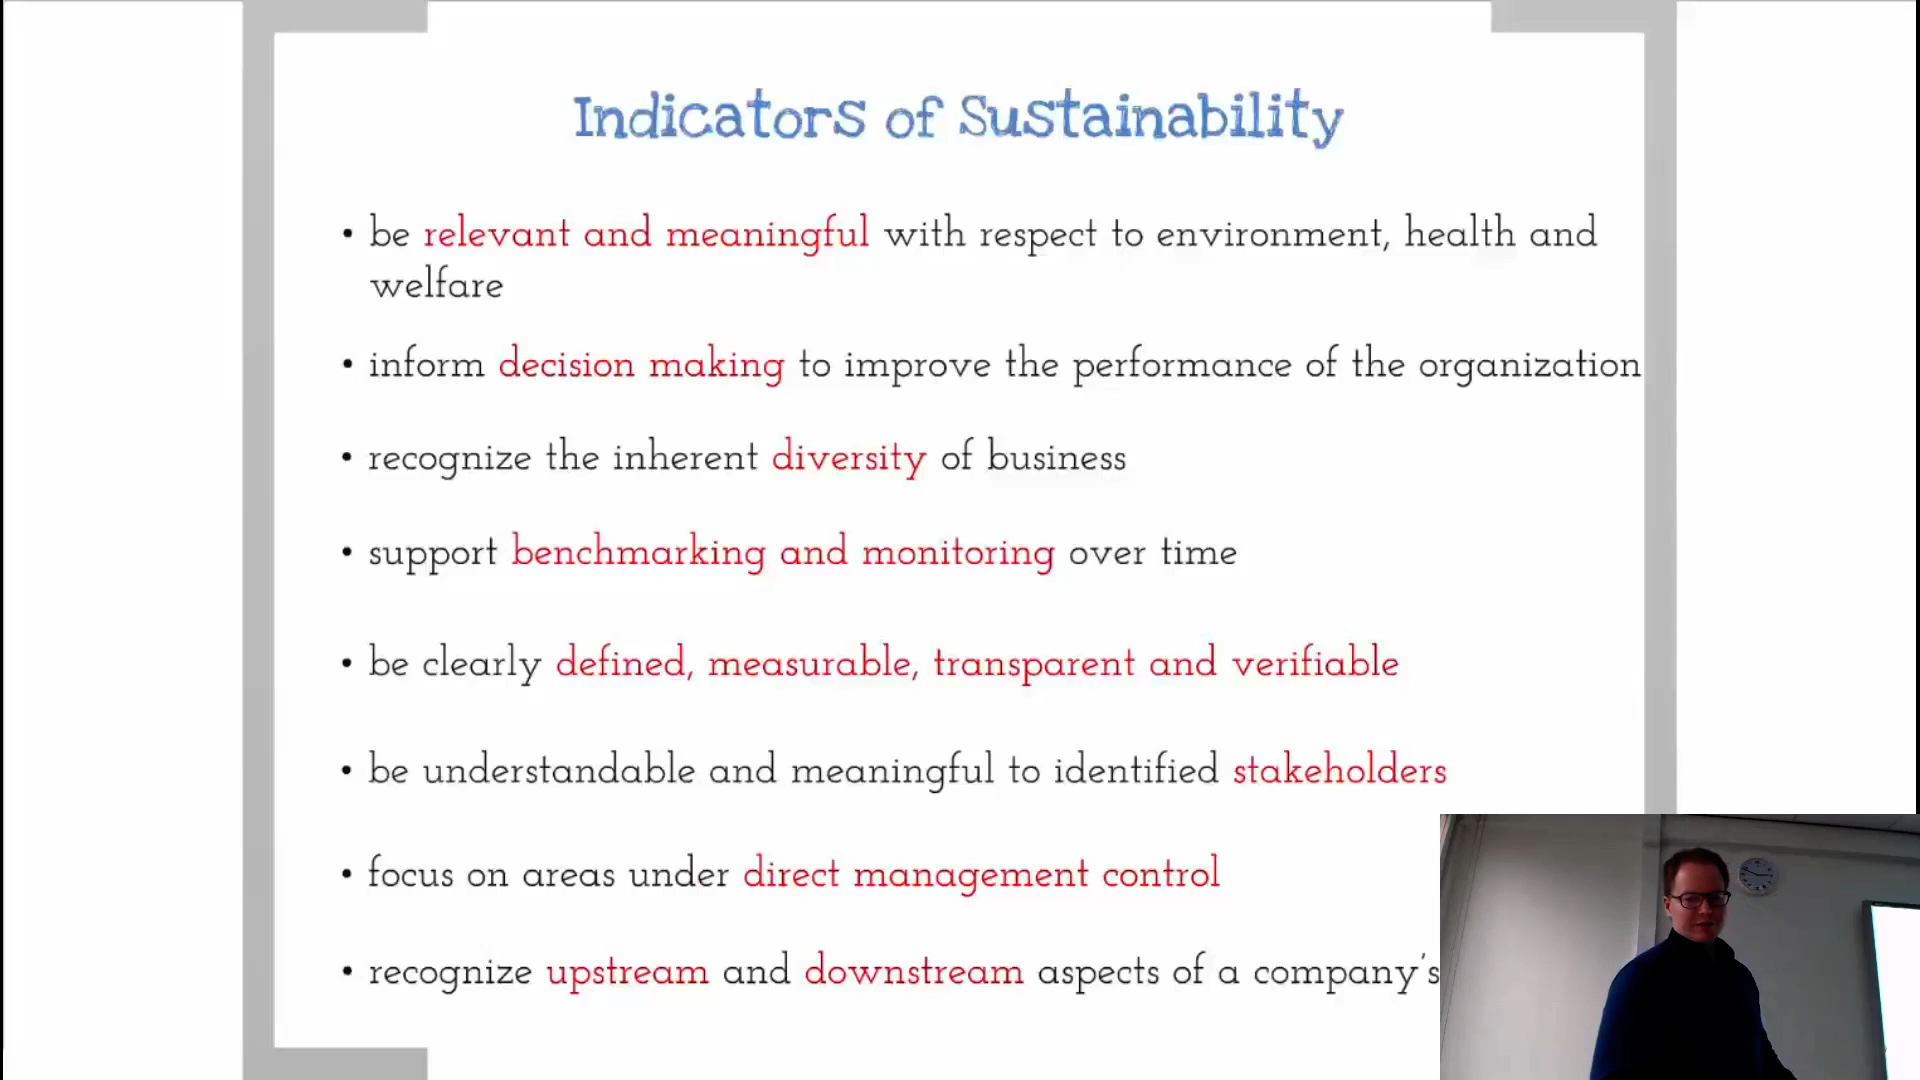 Indicators of Sustainability
• be relevant and meaningful with respect to environment, health and
welfare
• inform decision making to improve the performance of the organization
• recognize the inherent diversity of business
• support benchmarking and monitoring over time
• be clearly defined, measurable, transparent and verifiable
• be understandable and meaningful to identified stakeholders
• focus on areas under direct management control
• recognize upstream and downstream aspects of a company's